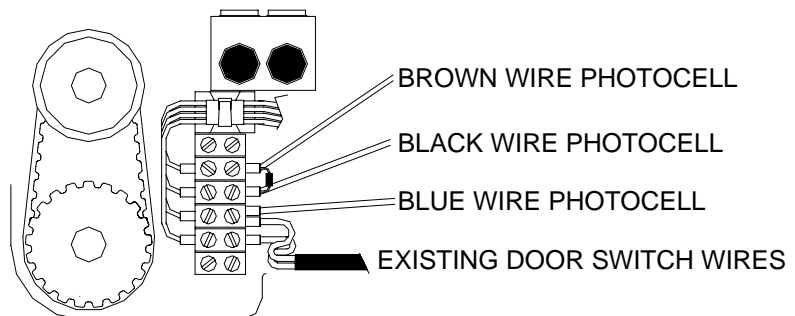 BROWN WIRE PHOTOCELL
BLACK WIRE PHOTOCELL
BLUE WIRE PHOTOCELL
EXISTING DOOR SWITCH WIRES